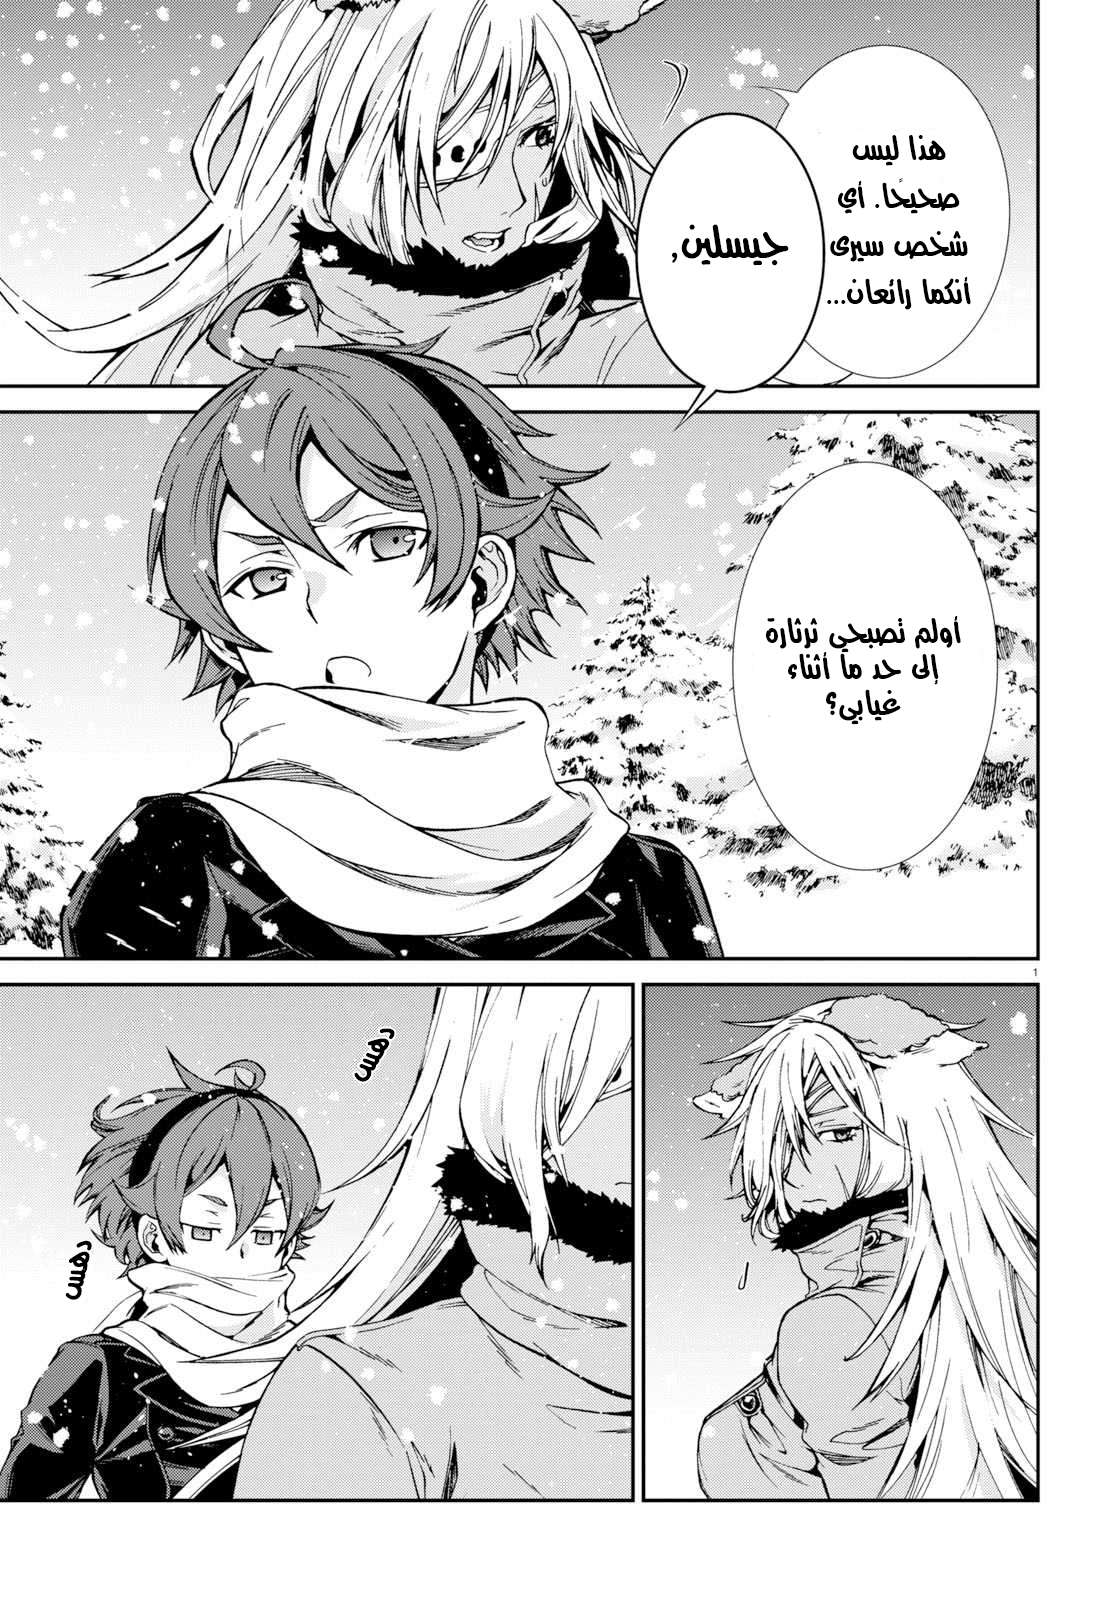 هذا ليس
صحيحًا. أي
شخص سيرى
أنكما رائعان...
جيسلين,
أولم تصبحي ثرثارة
إلى حد ما أثناء
غيابي؟
1
دهس
دهس